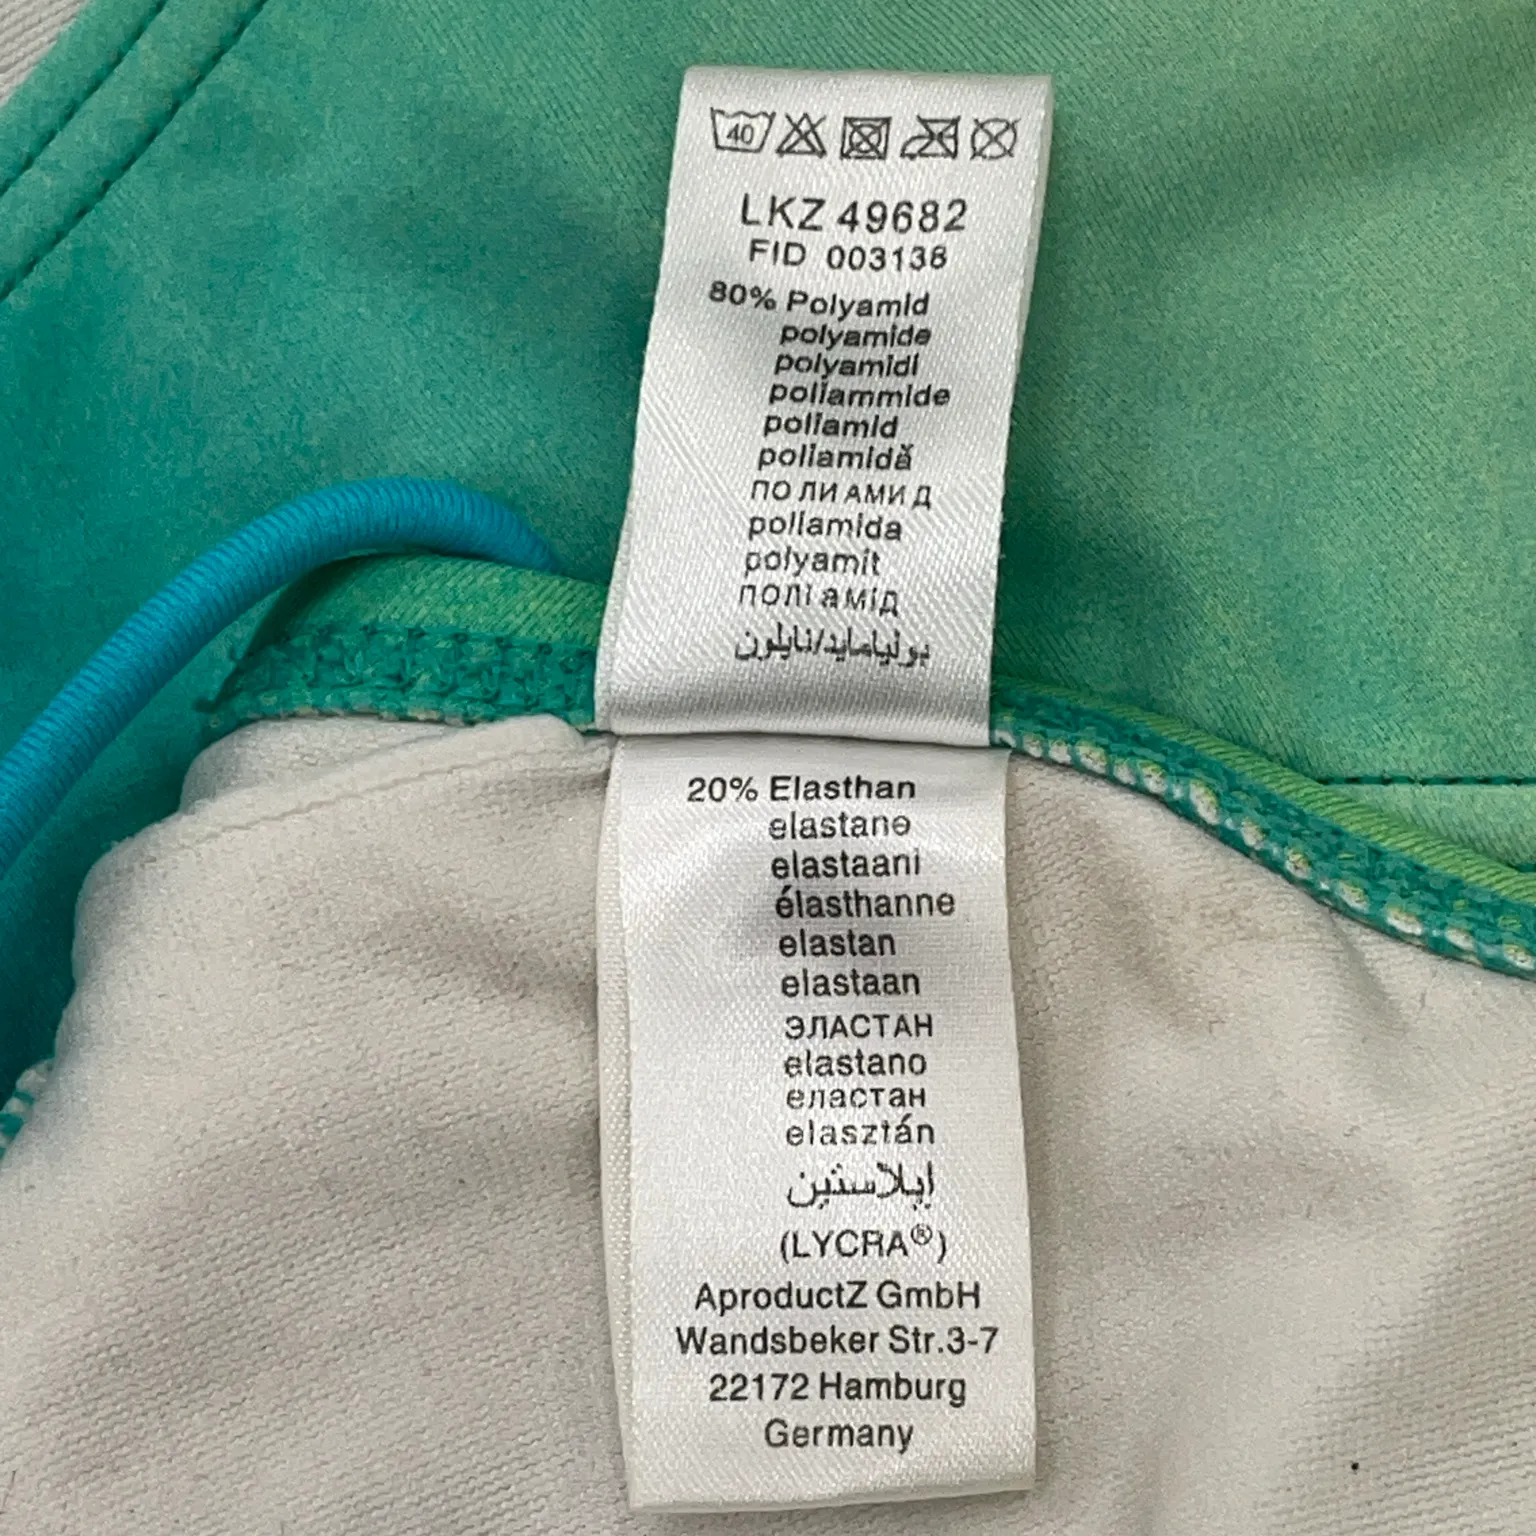 40
LKZ 49682
FID 003138
80% Polyamid
polyamide
polyamidi
poliammide
poliamid
poliamidă
ПОЛИАМИД
poliamida
polyamit
поліамід
بولياميد/نايلون
20% Elasthan
elastane
elastaani
élasthanne
elastan
elastaan
ЭЛАСТАН
elastano
еластан
elasztán
إيلاستين
(LYCRA®)
AproductZ GmbH
Wandsbeker Str.3-7
22172 Hamburg
Germany